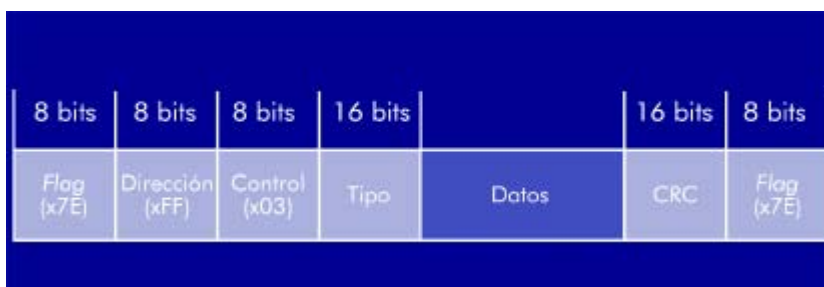 8 bits 8 bits 8 bits 16 bits 16 bits 8 bits
Flag Dirección Control Tipo Datos CRC Flag
(x7E) (xFF) (x03) (x7E)